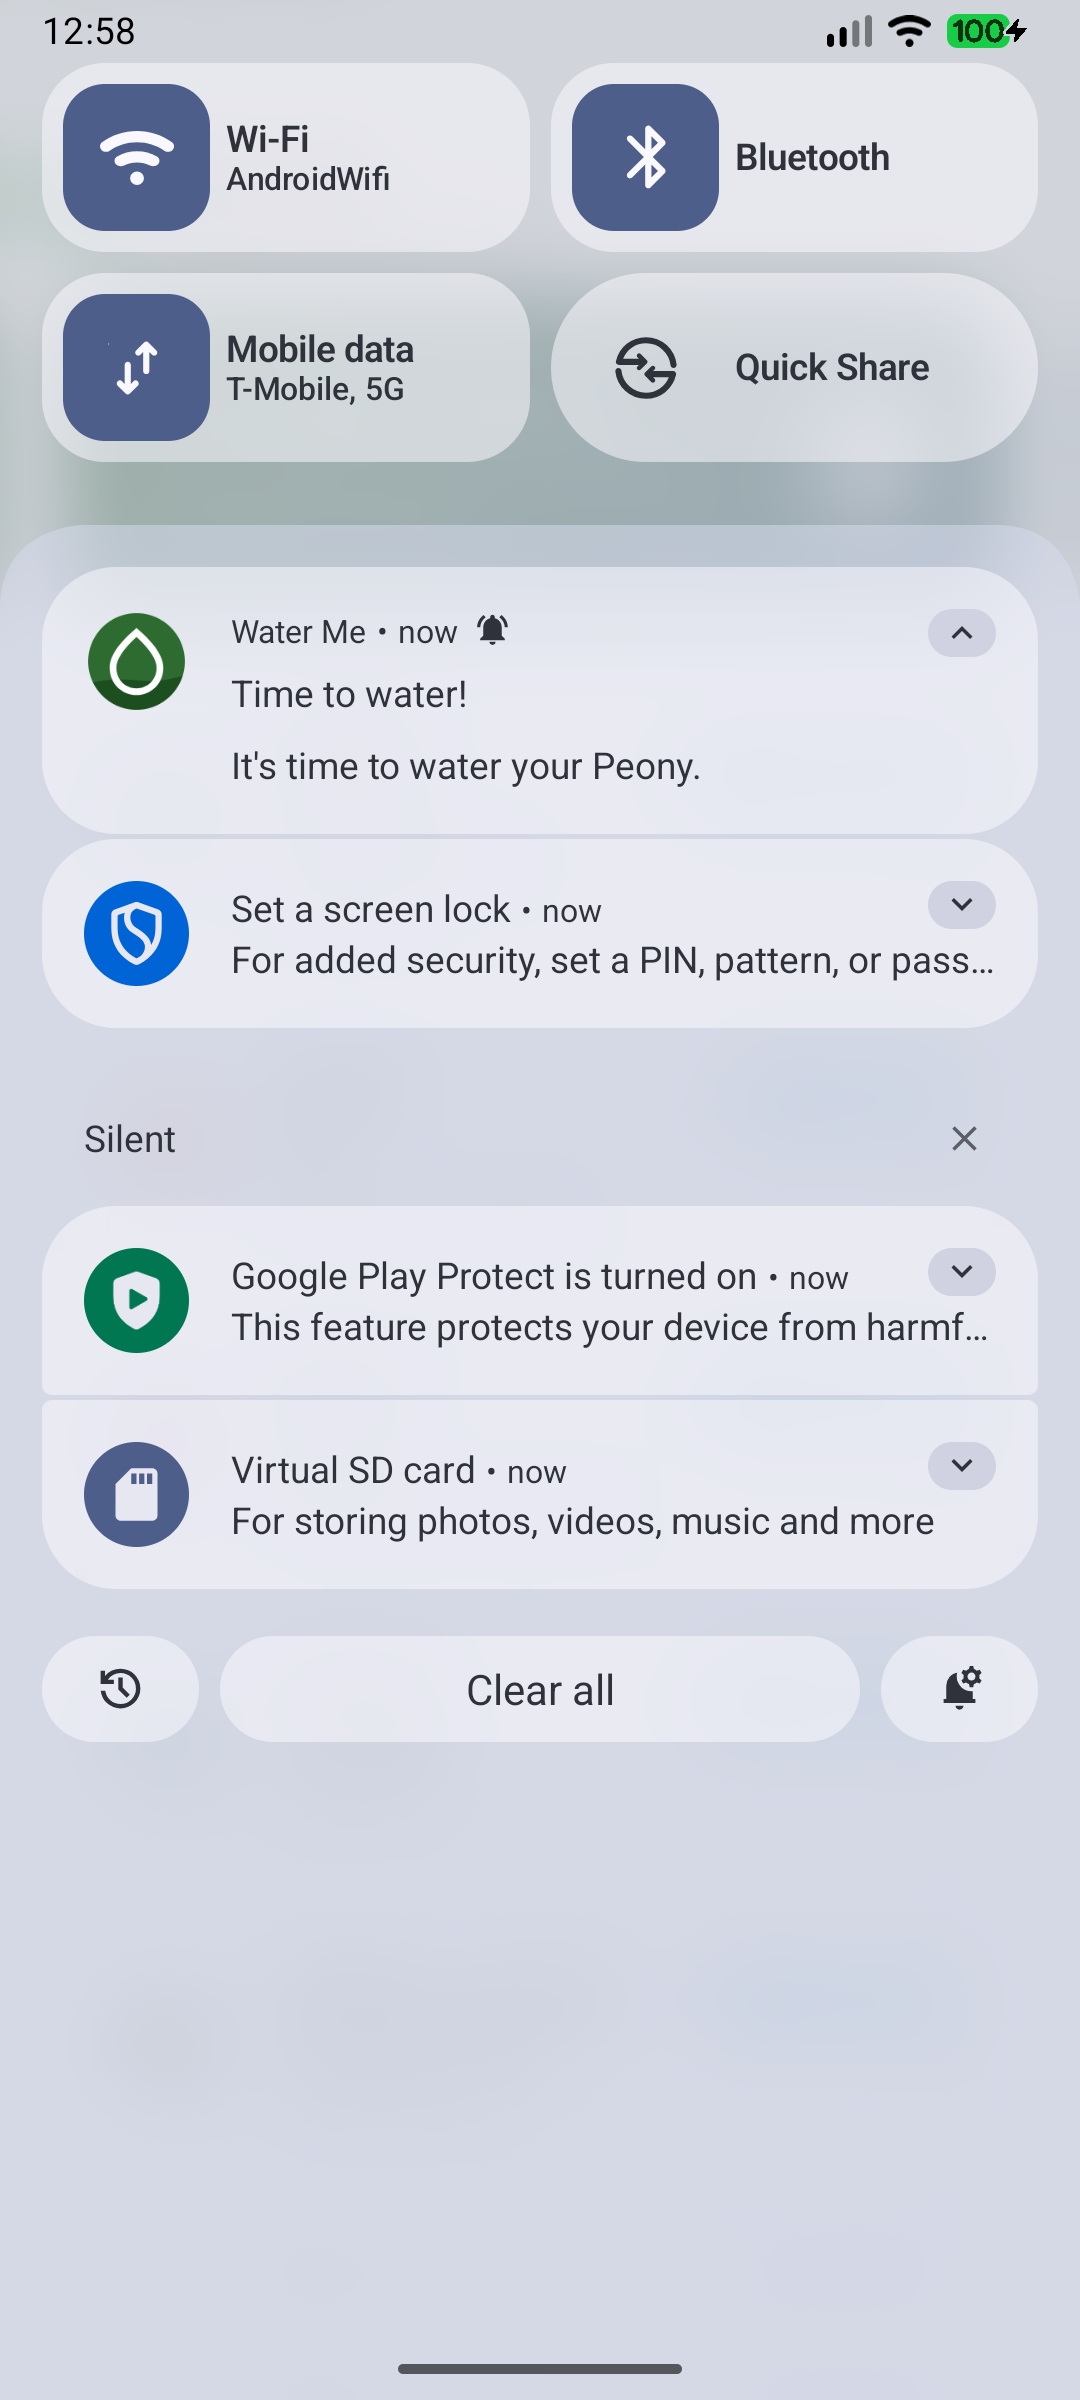 12:58
100
Wi-Fi
AndroidWifi
Bluetooth
Mobile data
T-Mobile, 5G
Quick Share
Water Me • now
Time to water!
It's time to water your Peony.
Set a screen lock • now
For added security, set a PIN, pattern, or pass…
Silent
Google Play Protect is turned on • now
This feature protects your device from harmf…
Virtual SD card • now
For storing photos, videos, music and more
Clear all